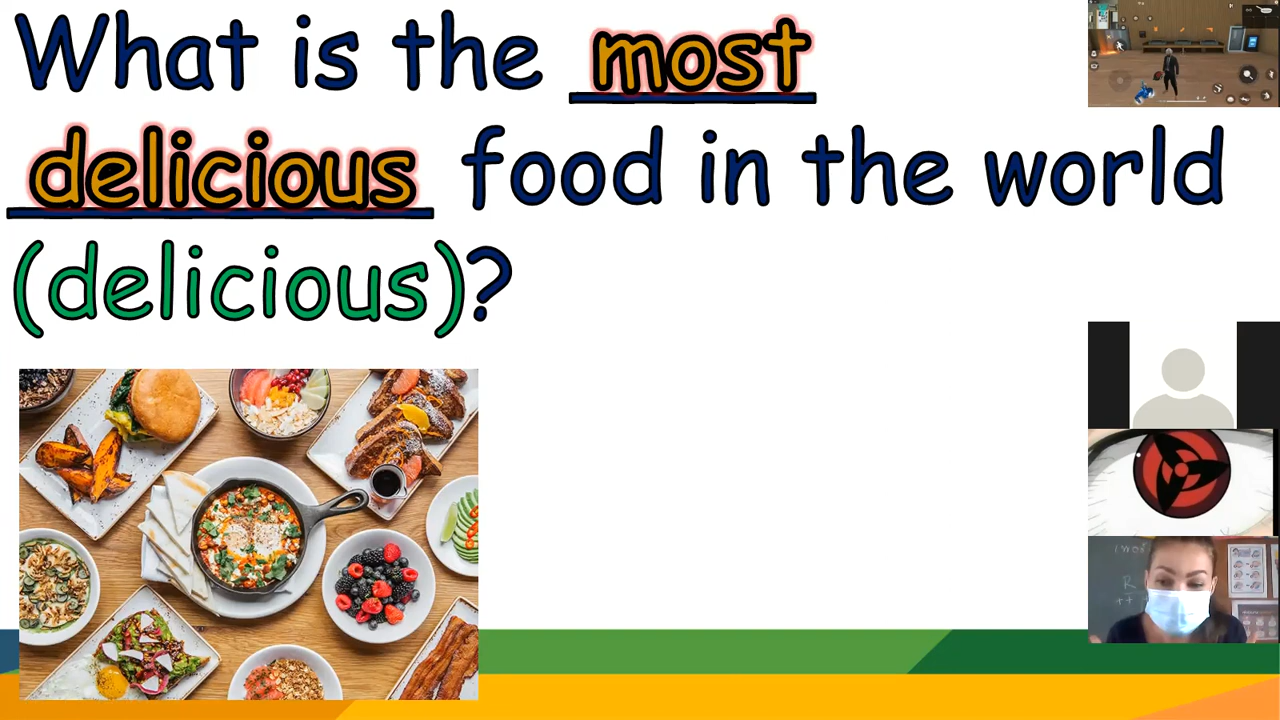 What is the most
delicious food in the world
(delicious)?